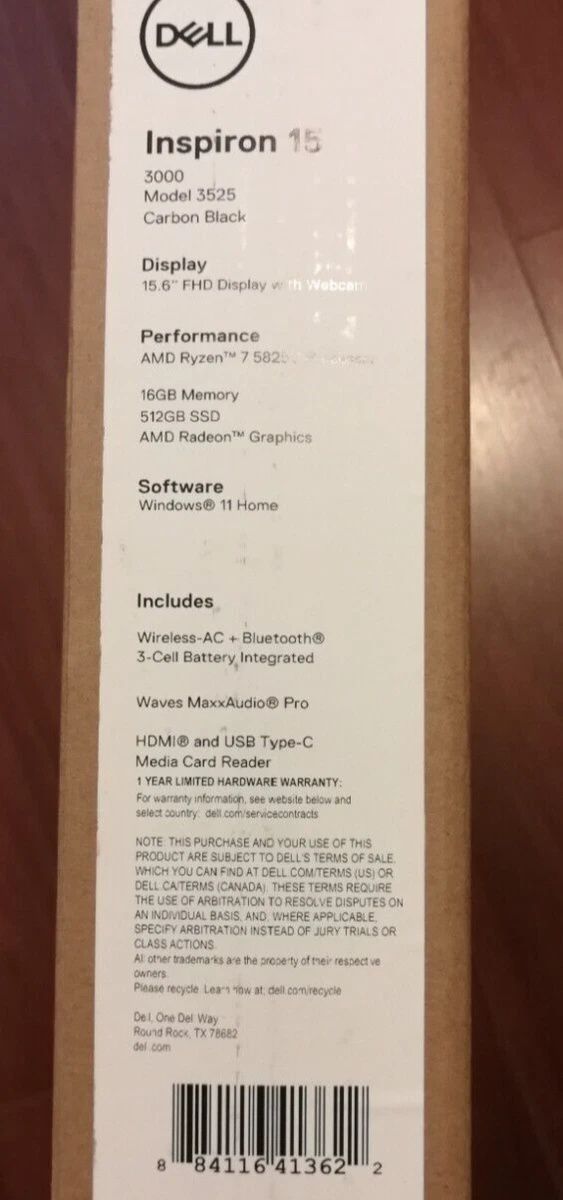 DELL
Inspiron 15
3000
Model 3525
Carbon Black
Display
15.6" FHD Display with Webcam
Performance
AMD Ryzen™ 7
16GB Memory
512GB SSD
AMD Radeon™ Graphics
Software
Windows® 11 Home
Includes
Wireless-AC + Bluetooth®
3-Cell Battery Integrated
Waves MaxxAudio® Pro
HDMI® and USB Type-C
Media Card Reader
1 YEAR LIMITED HARDWARE WARRANTY:
For warranty information, see website below and
select country: dell.com/servicecontracts
NOTE: THIS PURCHASE AND YOUR USE OF THIS
PRODUCT ARE SUBJECT TO DELL'S TERMS OF SALE,
WHICH YOU CAN FIND AT DELL.COM/TERMS (US) OR
DELL.CA/TERMS (CANADA). THESE TERMS REQUIRE
THE USE OF ARBITRATION TO RESOLVE DISPUTES ON
AN INDIVIDUAL BASIS, AND, WHERE APPLICABLE,
SPECIFY ARBITRATION INSTEAD OF JURY TRIALS OR
CLASS ACTIONS.
All other trademarks are the property of their respective
owners.
Please recycle. Learn how at: dell.com/recycle
Dell, One Dell Way
Round Rock, TX 78682
dell.com
8 84116 41362 2